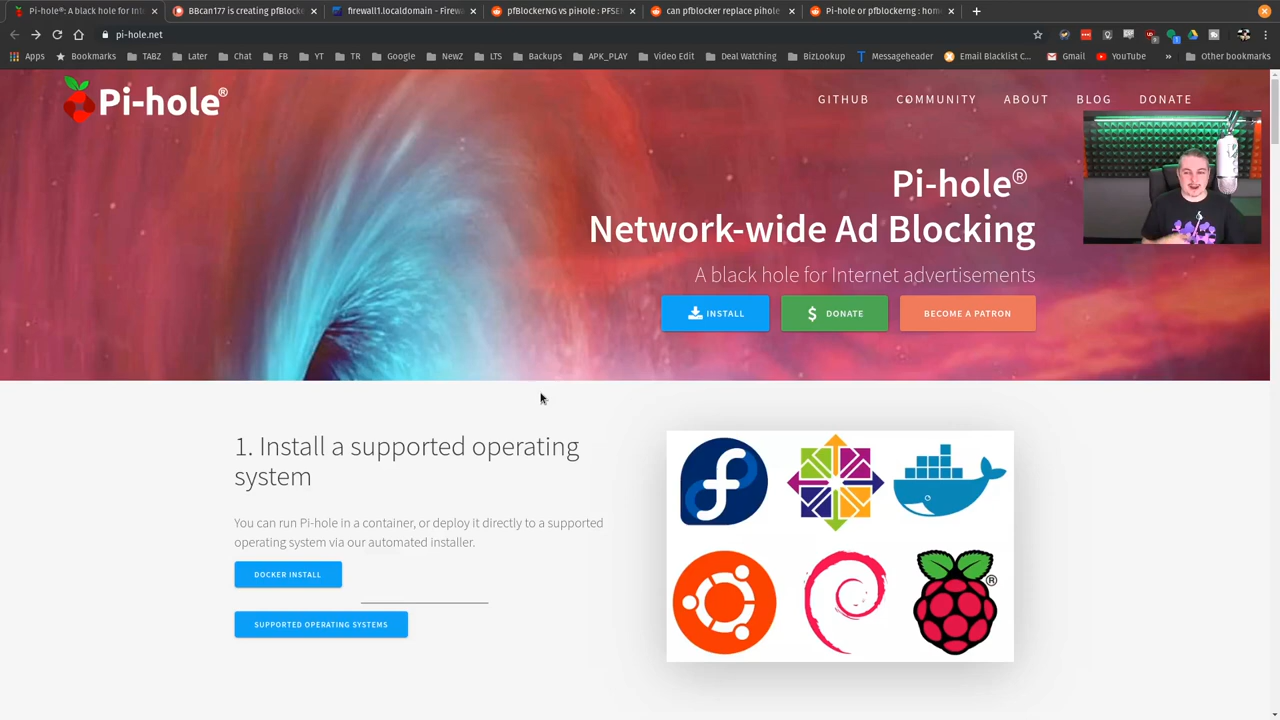 Pi-hole®: A black hole for Inte
BBcan177 is creating pfBlocke
firewall1.localdomain - Firewa
pfBlockerNG vs piHole : PFSE
can pfblocker replace pihole
Pi-hole or pfblockerng : hom
pi-hole.net
Apps
Bookmarks
TABZ
Later
Chat
FB
YT
TR
Google
NewZ
LTS
Backups
APK_PLAY
Video Edit
Deal Watching
BizLookup
Messageheader
Email Blacklist C...
Gmail
YouTube
»
Other bookmarks
Pi-hole®
GITHUB
COMMUNITY
ABOUT
BLOG
DONATE
Pi-hole®
Network-wide Ad Blocking
A black hole for Internet advertisements
INSTALL
$ DONATE
BECOME A PATRON
1. Install a supported operating
system
You can run Pi-hole in a container, or deploy it directly to a supported
operating system via our automated installer.
DOCKER INSTALL
SUPPORTED OPERATING SYSTEMS
®